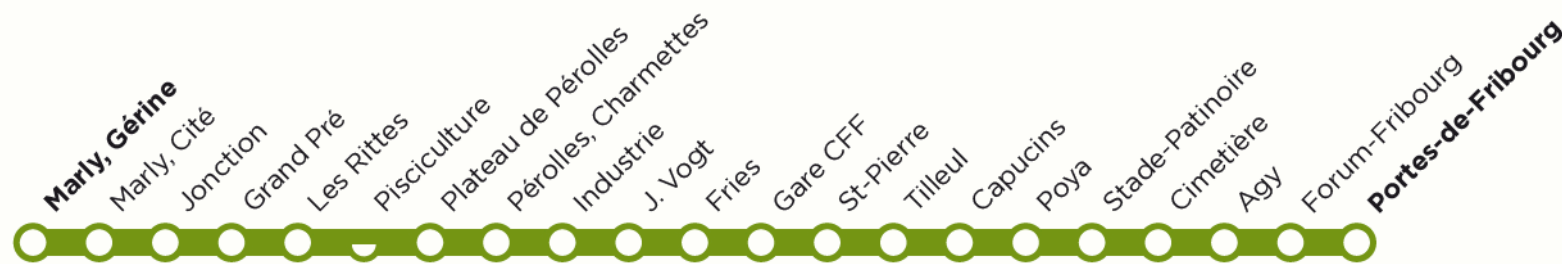 Marly, Gérine
Marly, Cité
Jonction
Grand Pré
Les Rittes
Pisciculture
Plateau de Pérolles
Pérolles, Charmettes
Industrie
J. Vogt
Fries
Gare CFF
St-Pierre
Tilleul
Capucins
Poya
Stade-Patinoire
Cimetière
Agy
Forum-Fribourg
Portes-de-Fribourg